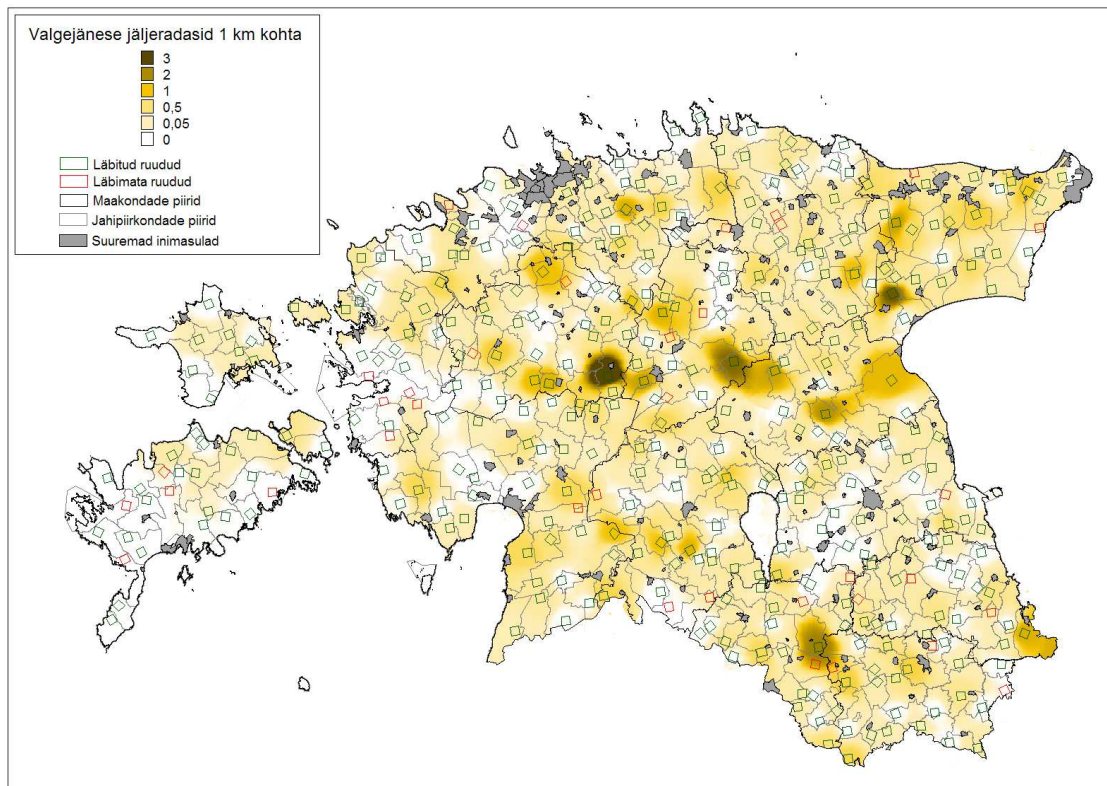 Valgejänese jäljeradasid 1 km kohta
3
2
1
0,5
0,05
0
Läbitud ruudud
Läbimata ruudud
Maakondade piirid
Jahipiirkondade piirid
Suuremad inimasulad